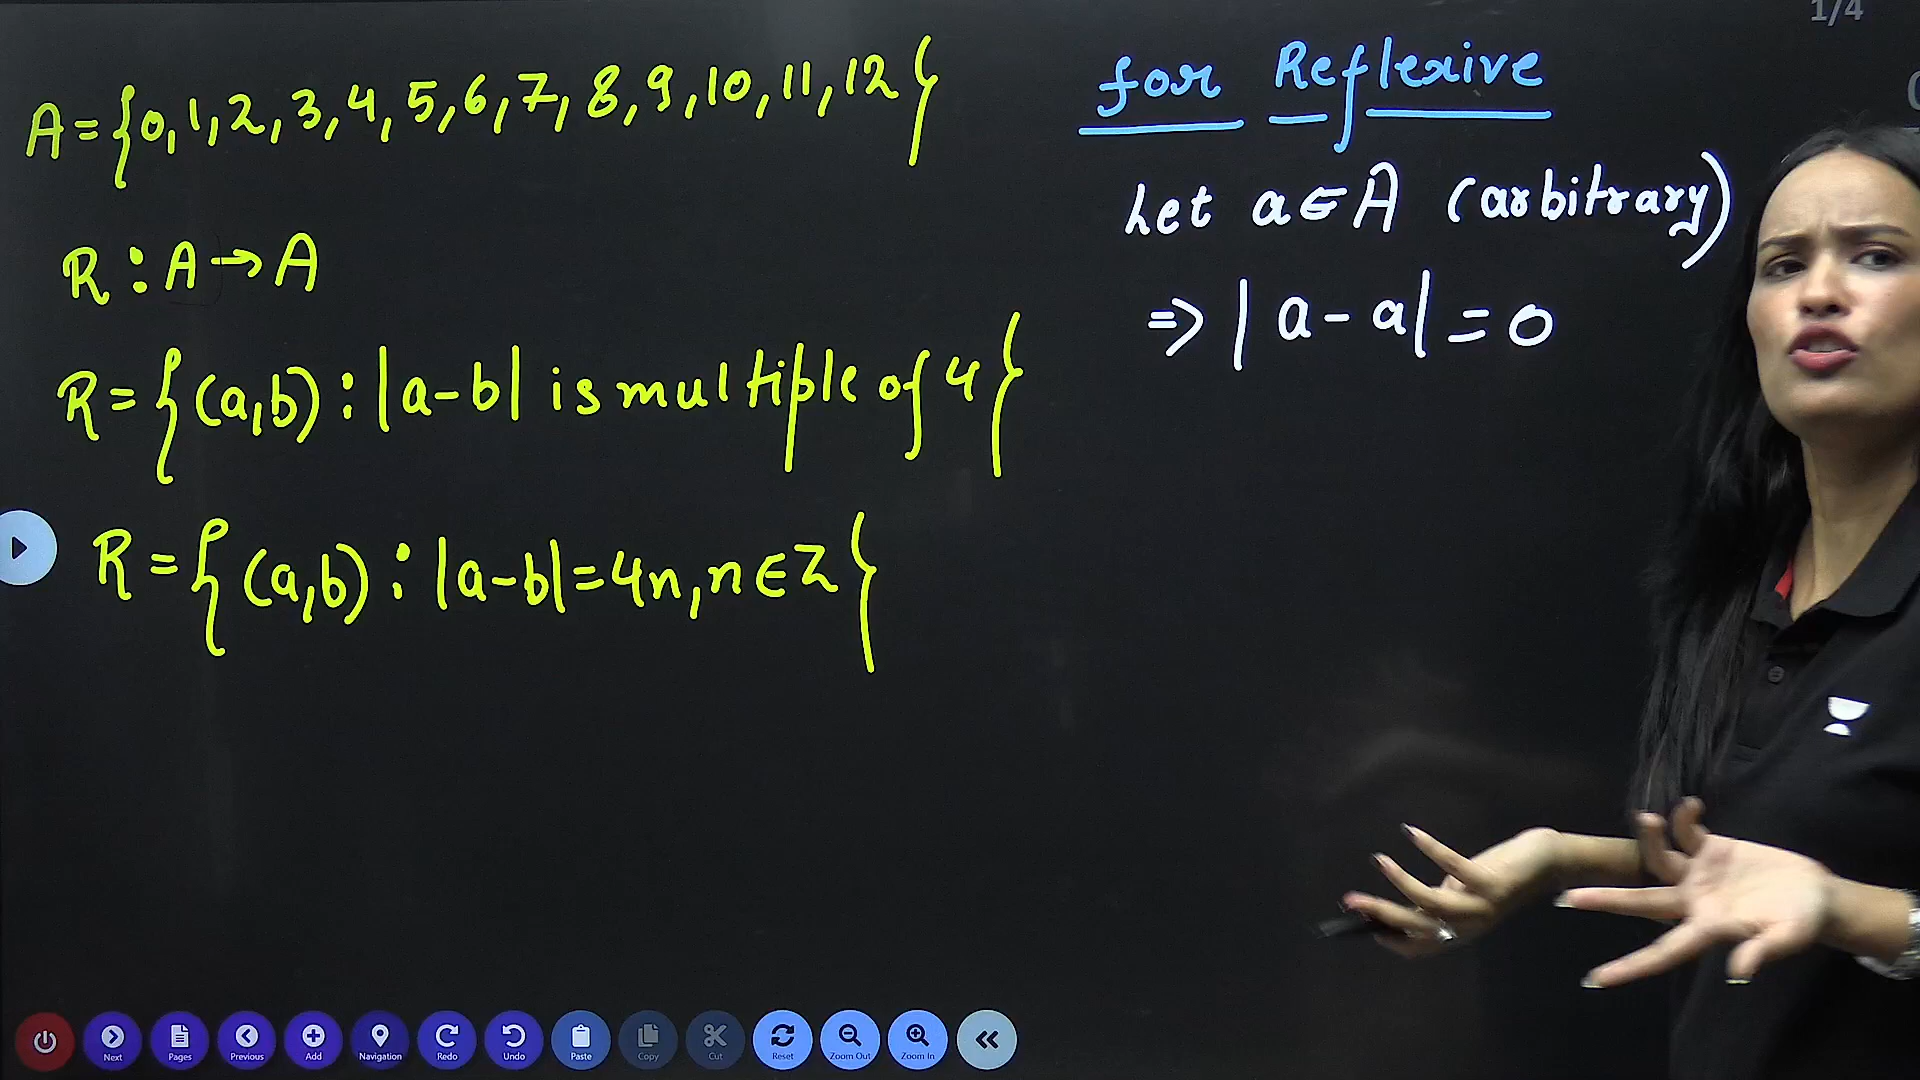 1/4
A={0,1,2,3,4,5,6,7,8,9,10,11,12}
R:A→A
R={(a,b):|a-b| is multiple of 4}
R={(a,b):|a-b|=4n,n∈Z}
for Reflexive
Let a∈A (arbitrary)
⇒|a-a|=0
Next Pages Previous Add Navigation Redo Undo Paste Copy Cut Reset Zoom Out Zoom In